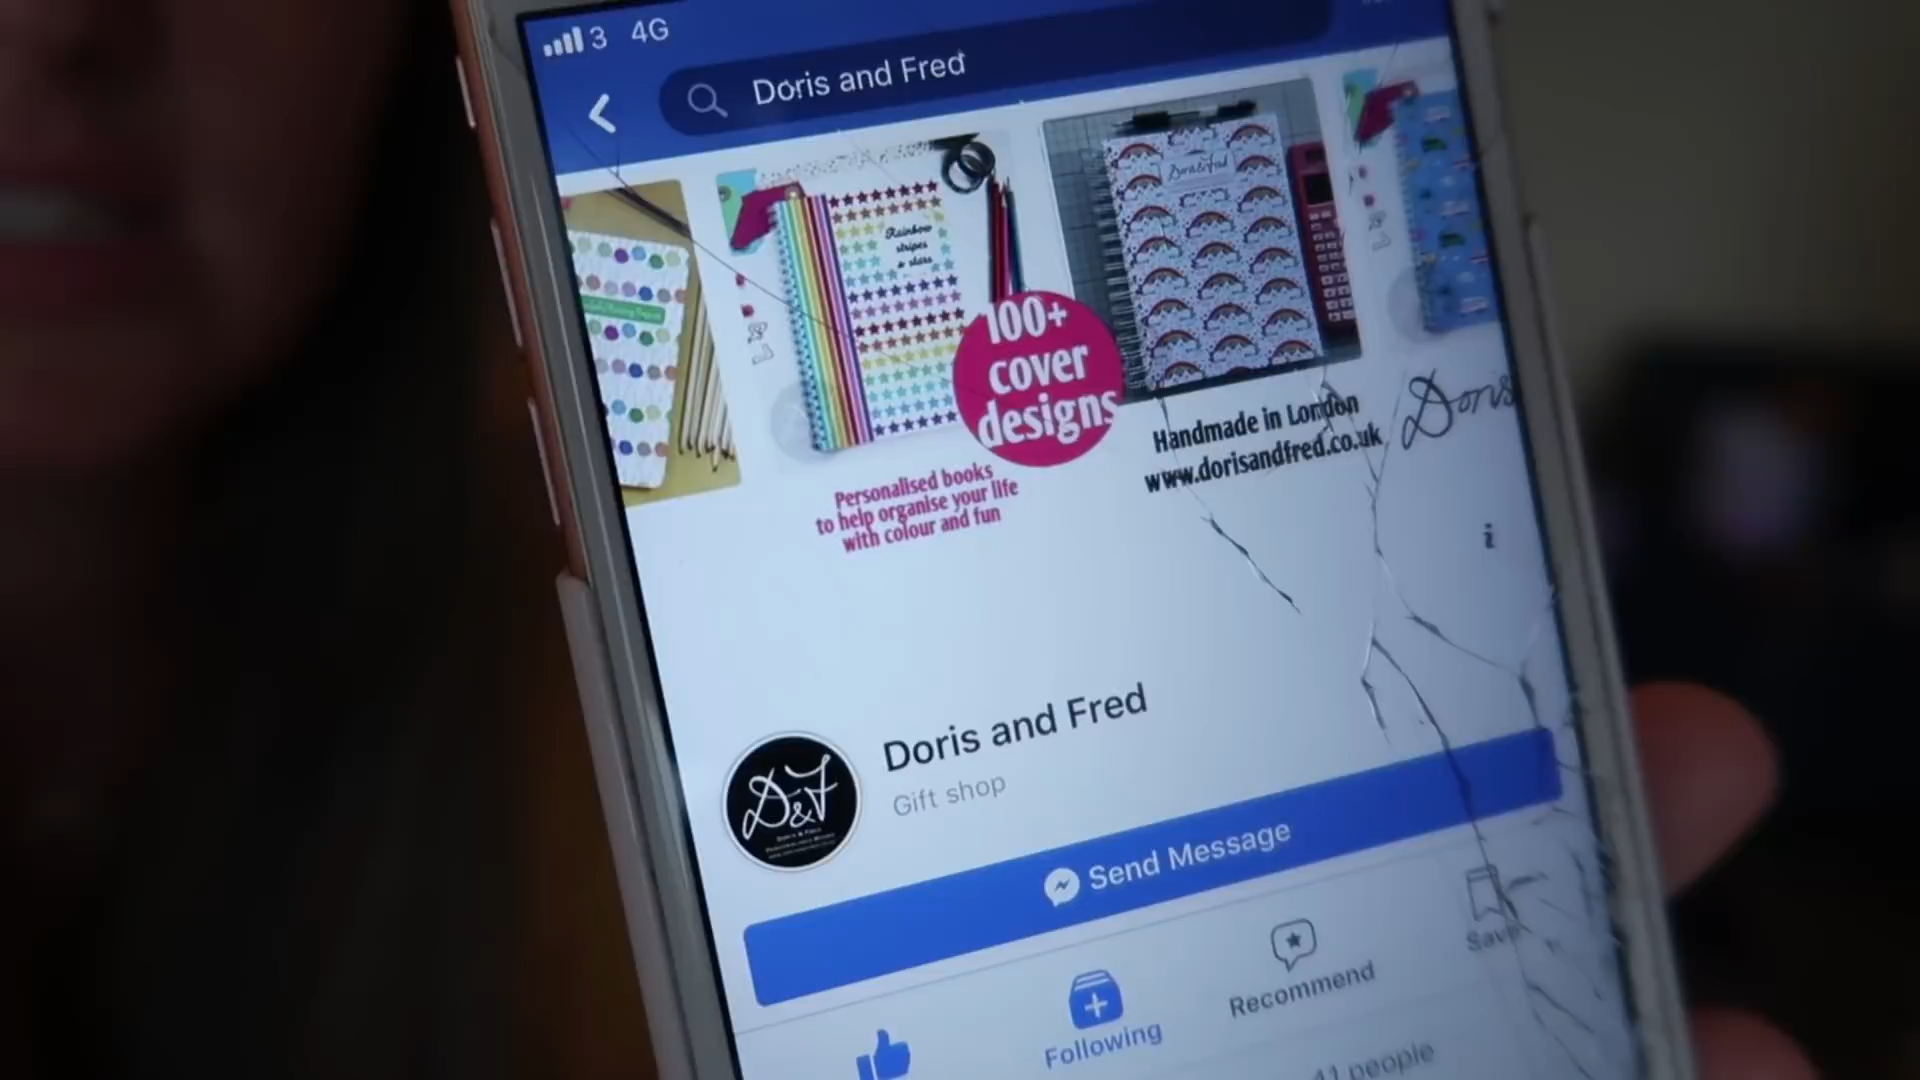 3 4G
Doris and Fred
Rainbow
stripes
& stars
100+
cover
designs
Handmade in London
www.dorisandfred.co.uk
Doris
Personalised books
to help organise your life
with colour and fun
i
D&F
Doris and Fred
Gift shop
Send Message
Following
Recommend
Save
41 people